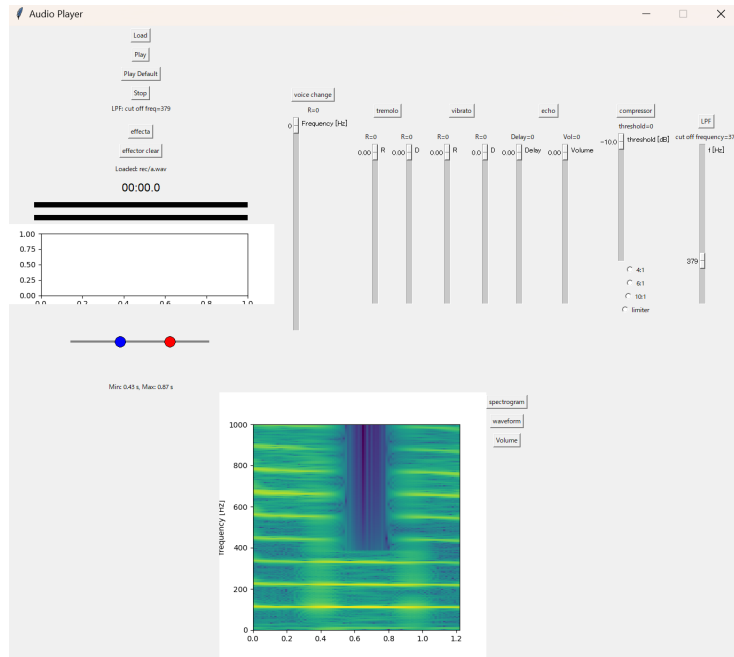 Audio Player
Load
Play
Play Default
Stop
LPF: cut off freq=379
effecta
effector clear
Loaded: rec/a.wav
00:00.0
1.00
0.75
0.50
0.25
0.00
0.0 0.2 0.4 0.6 0.8 1.0
Min: 0.43 s, Max: 0.87 s
voice change
R=0
0 Frequency [Hz]
tremolo
R=0 R=0
0.00 R 0.00 D
vibrato
R=0 R=0
0.00 R 0.0 D
echo
Delay=0 Vol=0
0.00 Delay 0.00 Volume
compressor
threshold=0
-10.0 threshold [dB]
4:1
6:1
10:1
limiter
LPF
cut off frequency=37
f [Hz]
379
spectrogram
waveform
Volume
frequency [Hz]
1000
800
600
400
200
0
0.0 0.2 0.4 0.6 0.8 1.0 1.2